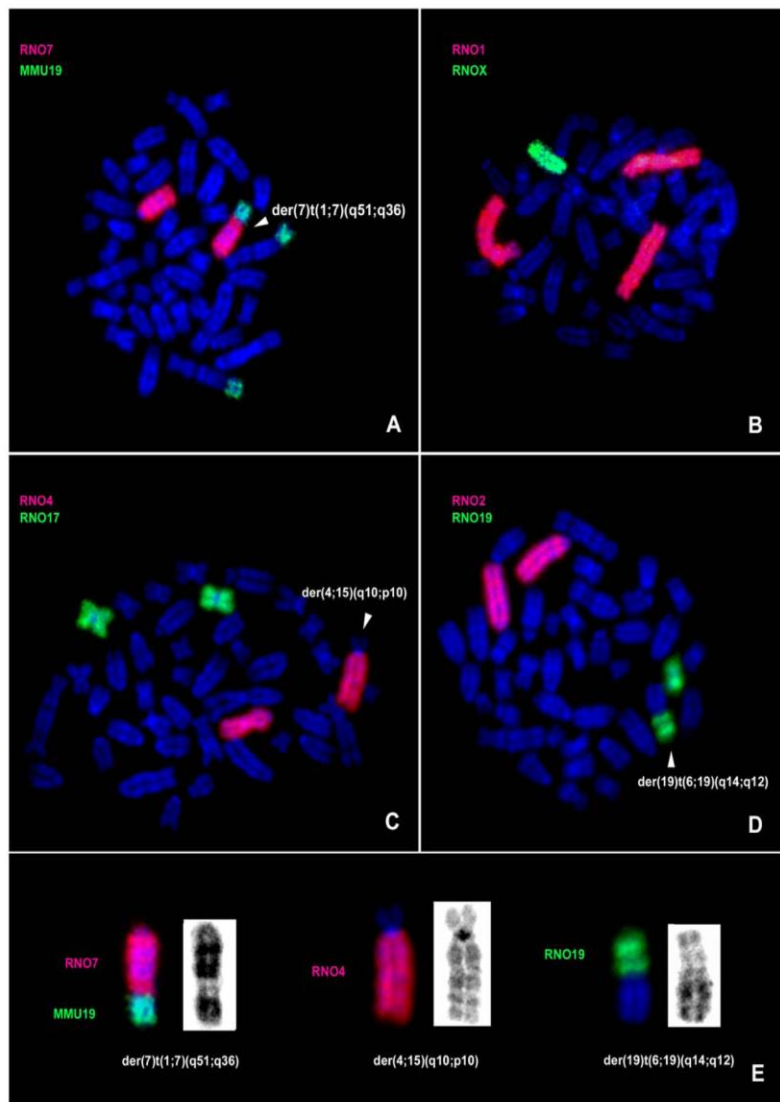 RNO7
MMU19
der(7)t(1;7)(q51;q36)
A
RNO1
RNOX
B
RNO4
RNO17
der(4;15)(q10;p10)
C
RNO2
RNO19
der(19)t(6;19)(q14;q12)
D
RNO7
MMU19
der(7)t(1;7)(q51;q36)
RNO4
der(4;15)(q10;p10)
RNO19
der(19)t(6;19)(q14;q12)
E